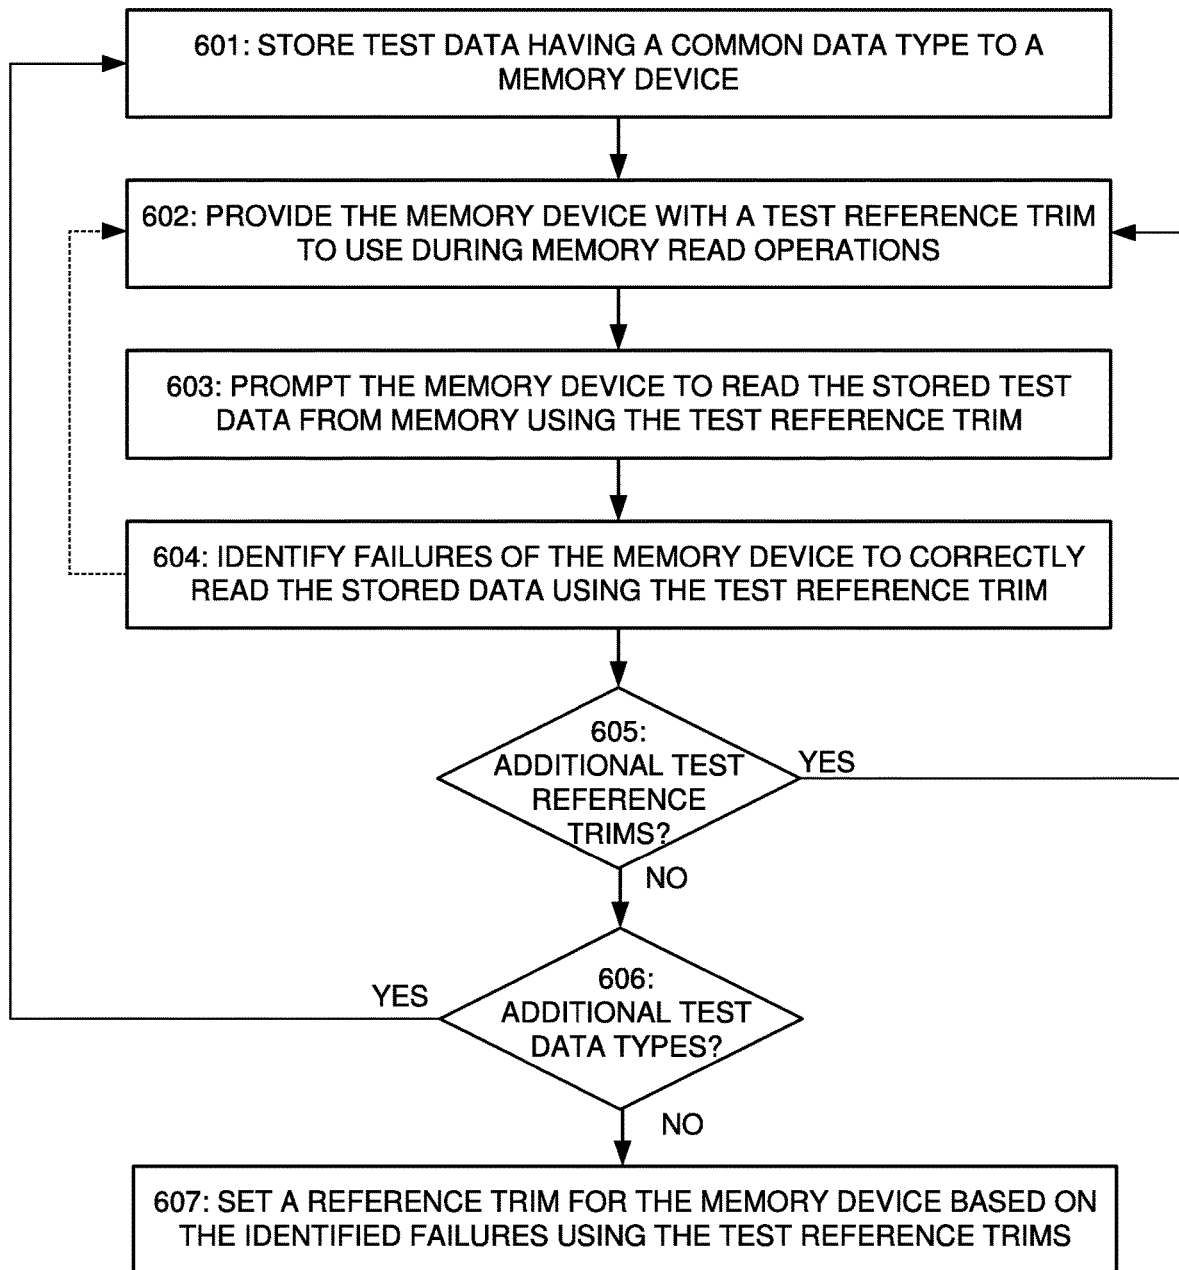 601: STORE TEST DATA HAVING A COMMON DATA TYPE TO A
MEMORY DEVICE
602: PROVIDE THE MEMORY DEVICE WITH A TEST REFERENCE TRIM
TO USE DURING MEMORY READ OPERATIONS
603: PROMPT THE MEMORY DEVICE TO READ THE STORED TEST
DATA FROM MEMORY USING THE TEST REFERENCE TRIM
604: IDENTIFY FAILURES OF THE MEMORY DEVICE TO CORRECTLY
READ THE STORED DATA USING THE TEST REFERENCE TRIM
605:
ADDITIONAL TEST
REFERENCE
TRIMS?
YES
NO
606:
ADDITIONAL TEST
DATA TYPES?
YES
NO
607: SET A REFERENCE TRIM FOR THE MEMORY DEVICE BASED ON
THE IDENTIFIED FAILURES USING THE TEST REFERENCE TRIMS